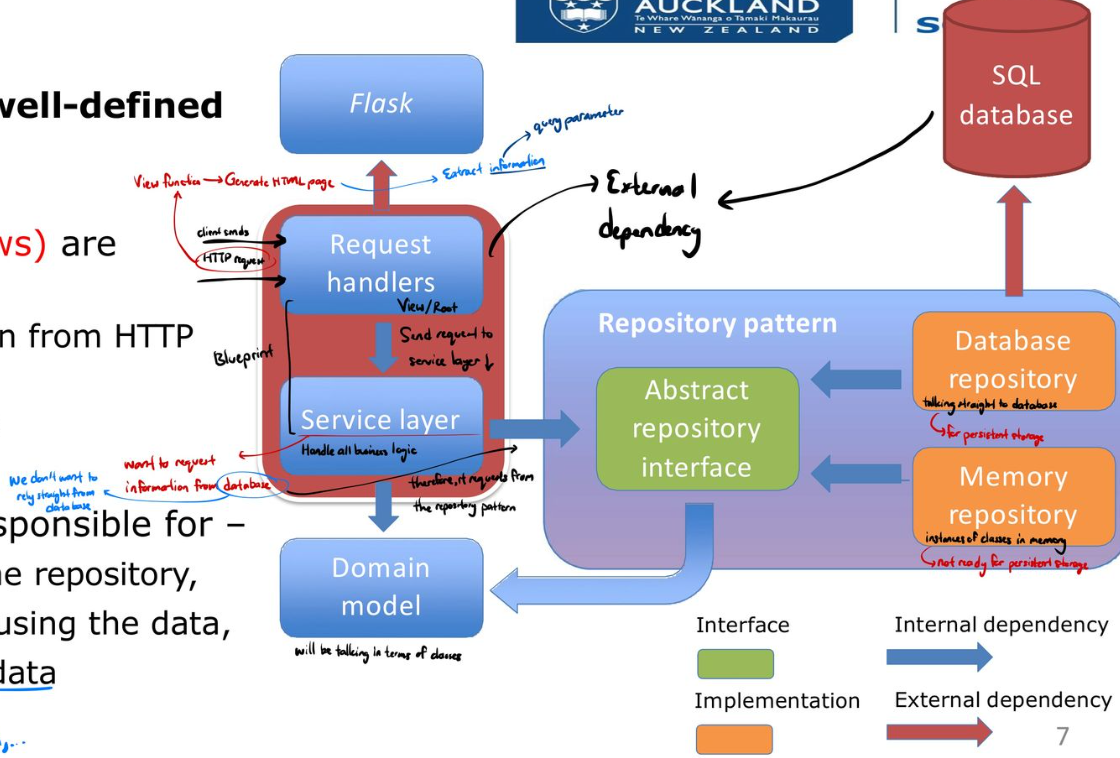 AUCKLAND
Te Whare Wānanga o Tāmaki Makaurau
NEW ZEALAND
SQL
database
well-defined
Flask
query parameter
View function → Generate HTML page
Extract information
External
dependency
ws) are
client sends
HTTP request
Request
handlers
View/Root
n from HTTP
Blueprint
Send request to
service layer ↓
Repository pattern
Database
repository
talking straight to database
for persistent storage
Abstract
repository
interface
Service layer
Handle all business logic
want to request
information from database
We don't want to
rely straight from
database
therefore, it requests from
the repository pattern
Memory
repository
instances of classes in memory
not ready for persistent storage
sponsible for –
ne repository,
using the data,
data
Domain
model
will be talking in terms of classes
Interface
Internal dependency
Implementation
External dependency
7